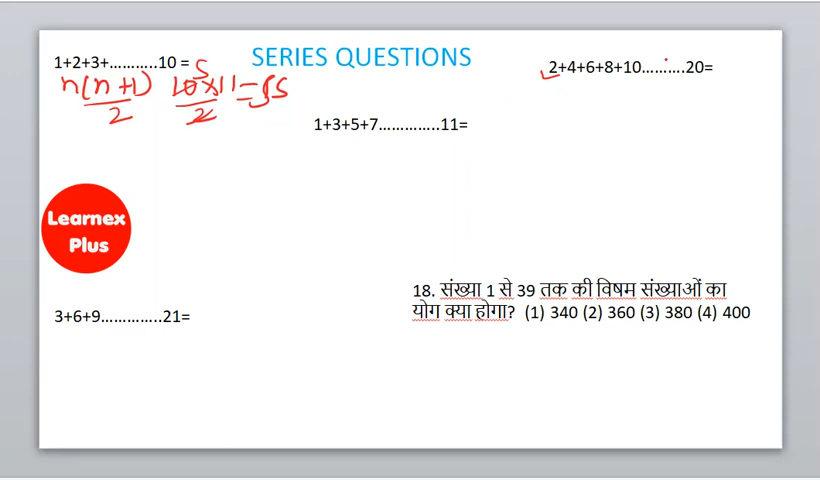 SERIES QUESTIONS
1+2+3+………..10 =
n(n+1) 10x11=55
2 2
5
2+4+6+8+10……….20=
1+3+5+7…………..11=
Learnex
Plus
18. संख्या 1 से 39 तक की विषम संख्याओं का
योग क्या होगा? (1) 340 (2) 360 (3) 380 (4) 400
3+6+9…………..21=